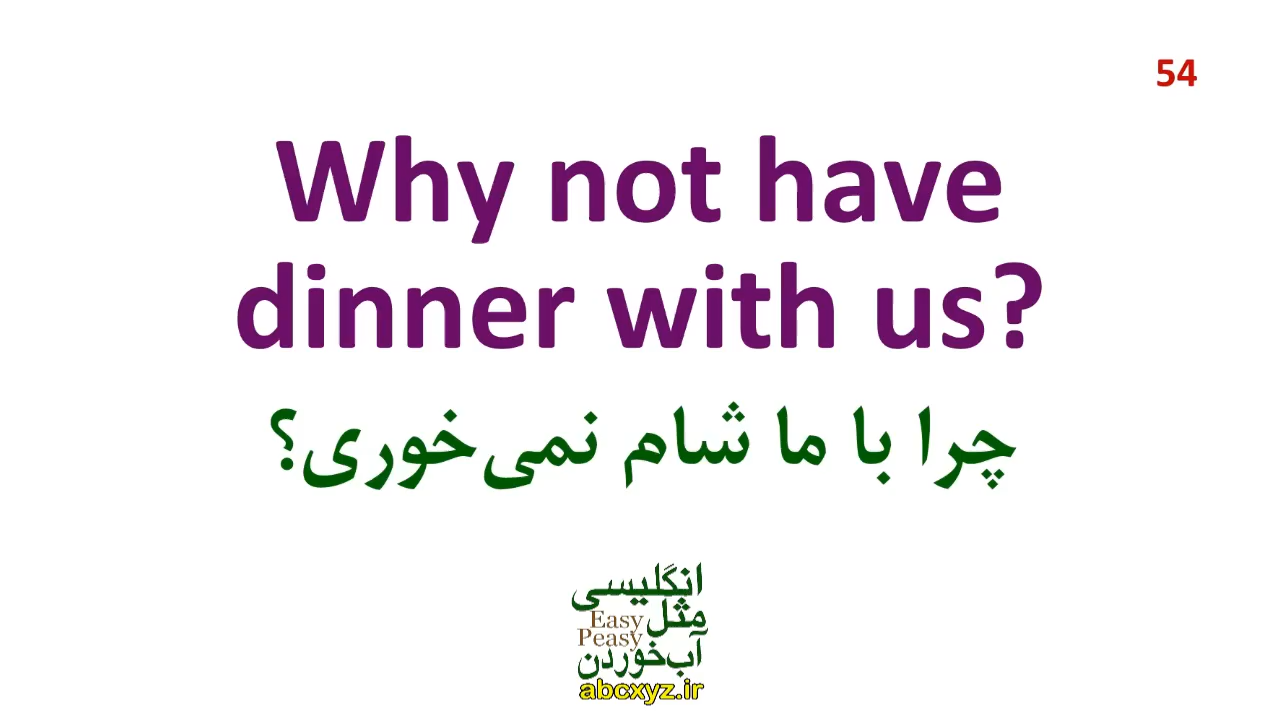 54
Why not have
dinner with us?
چرا با ما شام نمی‌خوری؟
انگلیسی
مثل
Easy
Peasy
آب‌خوردن
abcxyz.ir